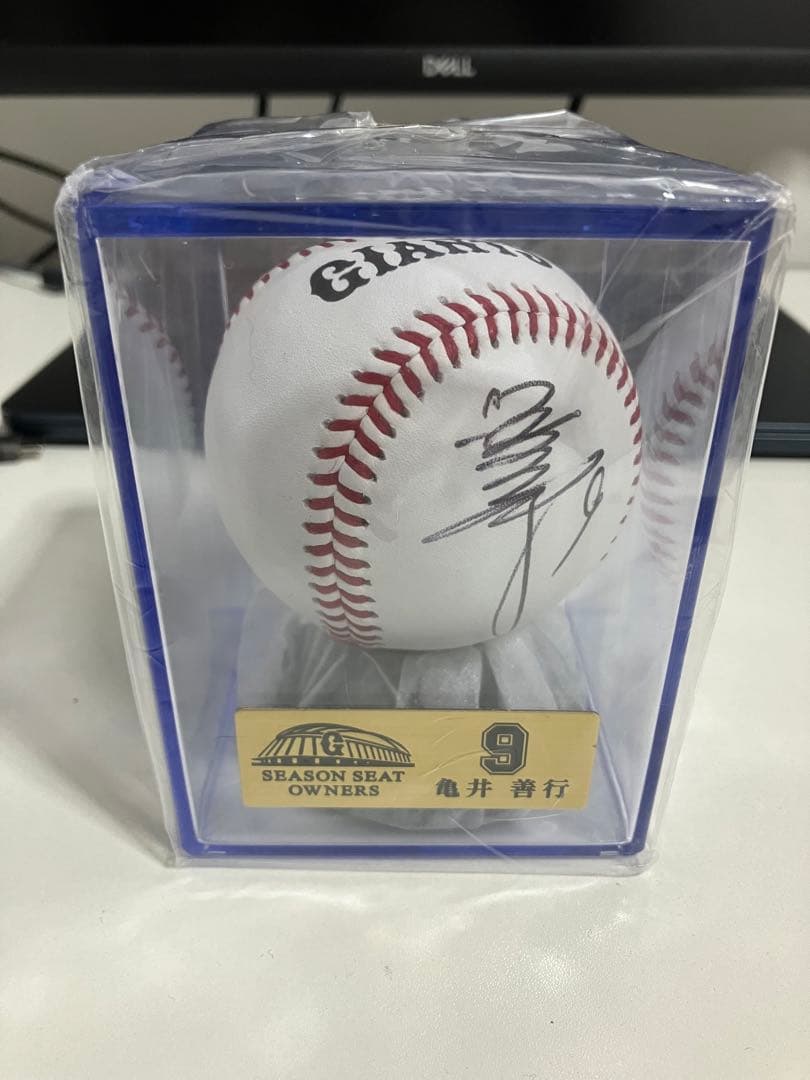 DELL
GIANTS
G
SEASON SEAT
OWNERS
9
亀井 善行